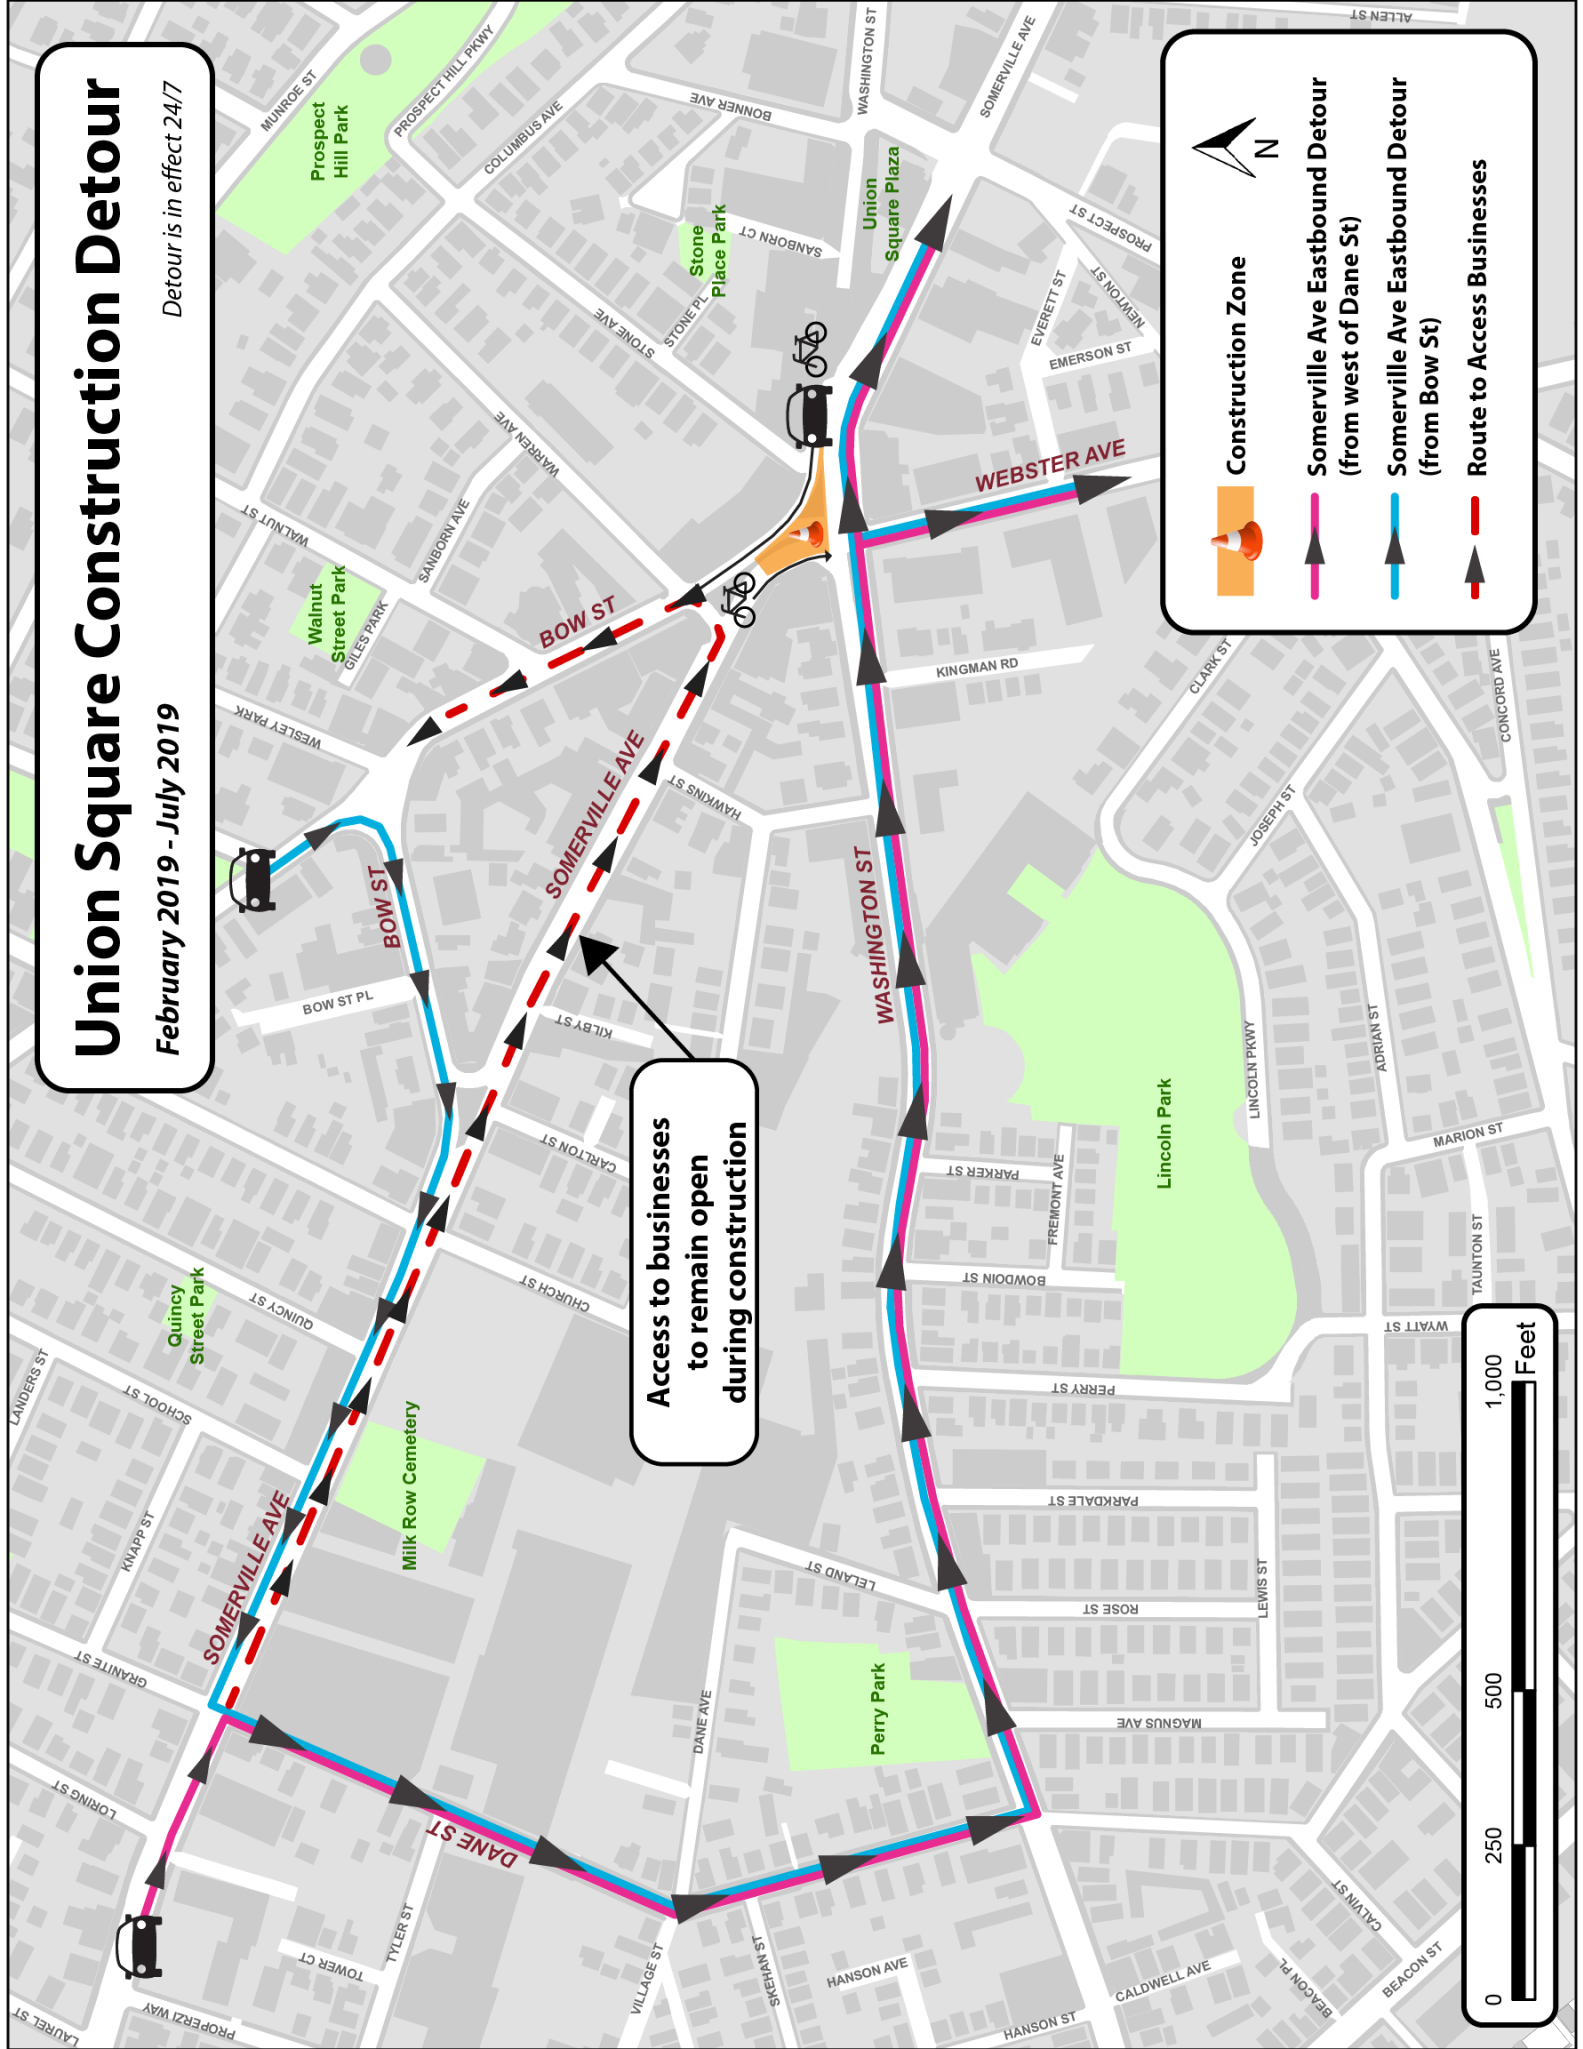 Union Square Construction Detour
February 2019 - July 2019
Detour is in effect 24/7
MUNROE ST
Prospect
Hill Park
PROSPECT HILL PKWY
COLUMBUS AVE
BONNER AVE
WASHINGTON ST
SOMERVILLE AVE
ALLEN ST
Union
Square Plaza
Stone
Place Park
SANBORN CT
STONE PL
STONE AVE
PROSPECT ST
NEWTON ST
EVERETT ST
EMERSON ST
WARREN AVE
WALNUT ST
SANBORN AVE
Walnut
Street Park
GILES PARK
WESLEY PARK
BOW ST
BOW ST
BOW ST PL
SOMERVILLE AVE
WEBSTER AVE
KINGMAN RD
HAWKINS ST
WASHINGTON ST
KILBY ST
CARLTON ST
CHURCH ST
Access to businesses
to remain open
during construction
CLARK ST
JOSEPH ST
CONCORD AVE
LINCOLN PKWY
ADRIAN ST
MARION ST
TAUNTON ST
WYATT ST
Lincoln Park
PARKER ST
FREMONT AVE
BOWDOIN ST
PERRY ST
PARKDALE ST
LEWIS ST
ROSE ST
MAGNUS AVE
Quincy
Street Park
QUINCY ST
LANDERS ST
SCHOOL ST
KNAPP ST
GRANITE ST
SOMERVILLE AVE
Milk Row Cemetery
LELAND ST
DANE AVE
Perry Park
LORING ST
DANE ST
TYLER ST
TOWER CT
PROPERZI WAY
LAUREL ST
VILLAGE ST
SKEHAN ST
HANSON AVE
HANSON ST
CALDWELL AVE
BEACON PL
BEACON ST
CALVIN ST
N
Construction Zone
Somerville Ave Eastbound Detour
(from west of Dane St)
Somerville Ave Eastbound Detour
(from Bow St)
Route to Access Businesses
0
250
500
1,000
Feet